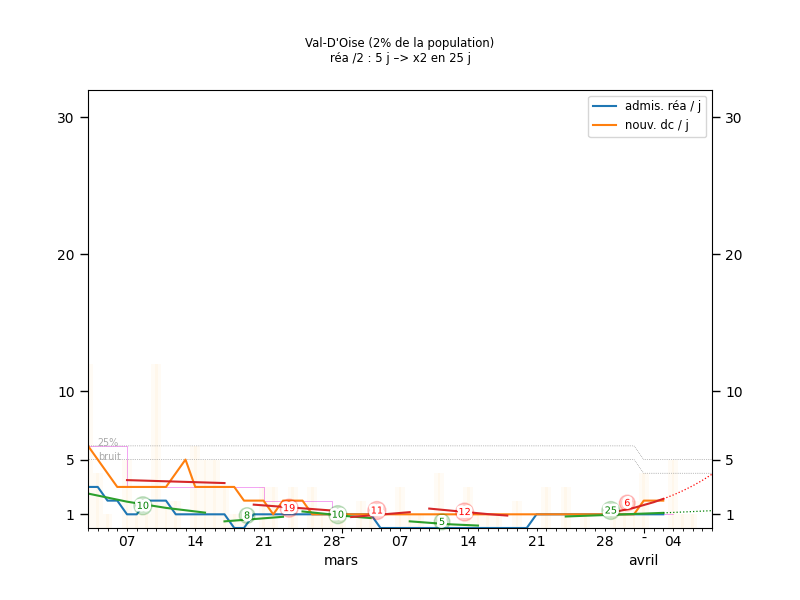 Val-D'Oise (2% de la population)
réa /2 : 5 j –> x2 en 25 j
admis. réa / j
nouv. dc / j
30 30
20 20
10 10
5 5
1 1
25%
bruit
10 8 19 10 11 12 5 25 6
07 14 21 28 - 07 14 21 28 - 04
mars avril